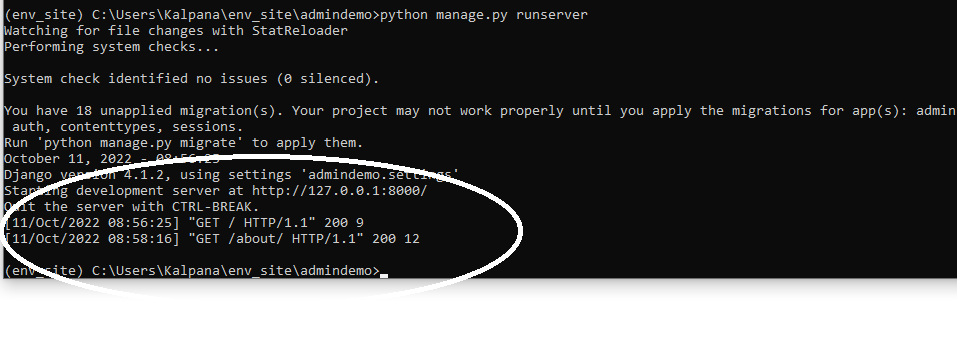 (env_site) C:\Users\Kalpana\env_site\admindemo>python manage.py runserver
Watching for file changes with StatReloader
Performing system checks...
System check identified no issues (0 silenced).
You have 18 unapplied migration(s). Your project may not work properly until you apply the migrations for app(s): admin
auth, contenttypes, sessions.
Run 'python manage.py migrate' to apply them.
October 11, 2022 - 08:56:25
Django version 4.1.2, using settings 'admindemo.settings'
Starting development server at http://127.0.0.1:8000/
Quit the server with CTRL-BREAK.
[11/Oct/2022 08:56:25] "GET / HTTP/1.1" 200 9
[11/Oct/2022 08:58:16] "GET /about/ HTTP/1.1" 200 12
(env_site) C:\Users\Kalpana\env_site\admindemo>